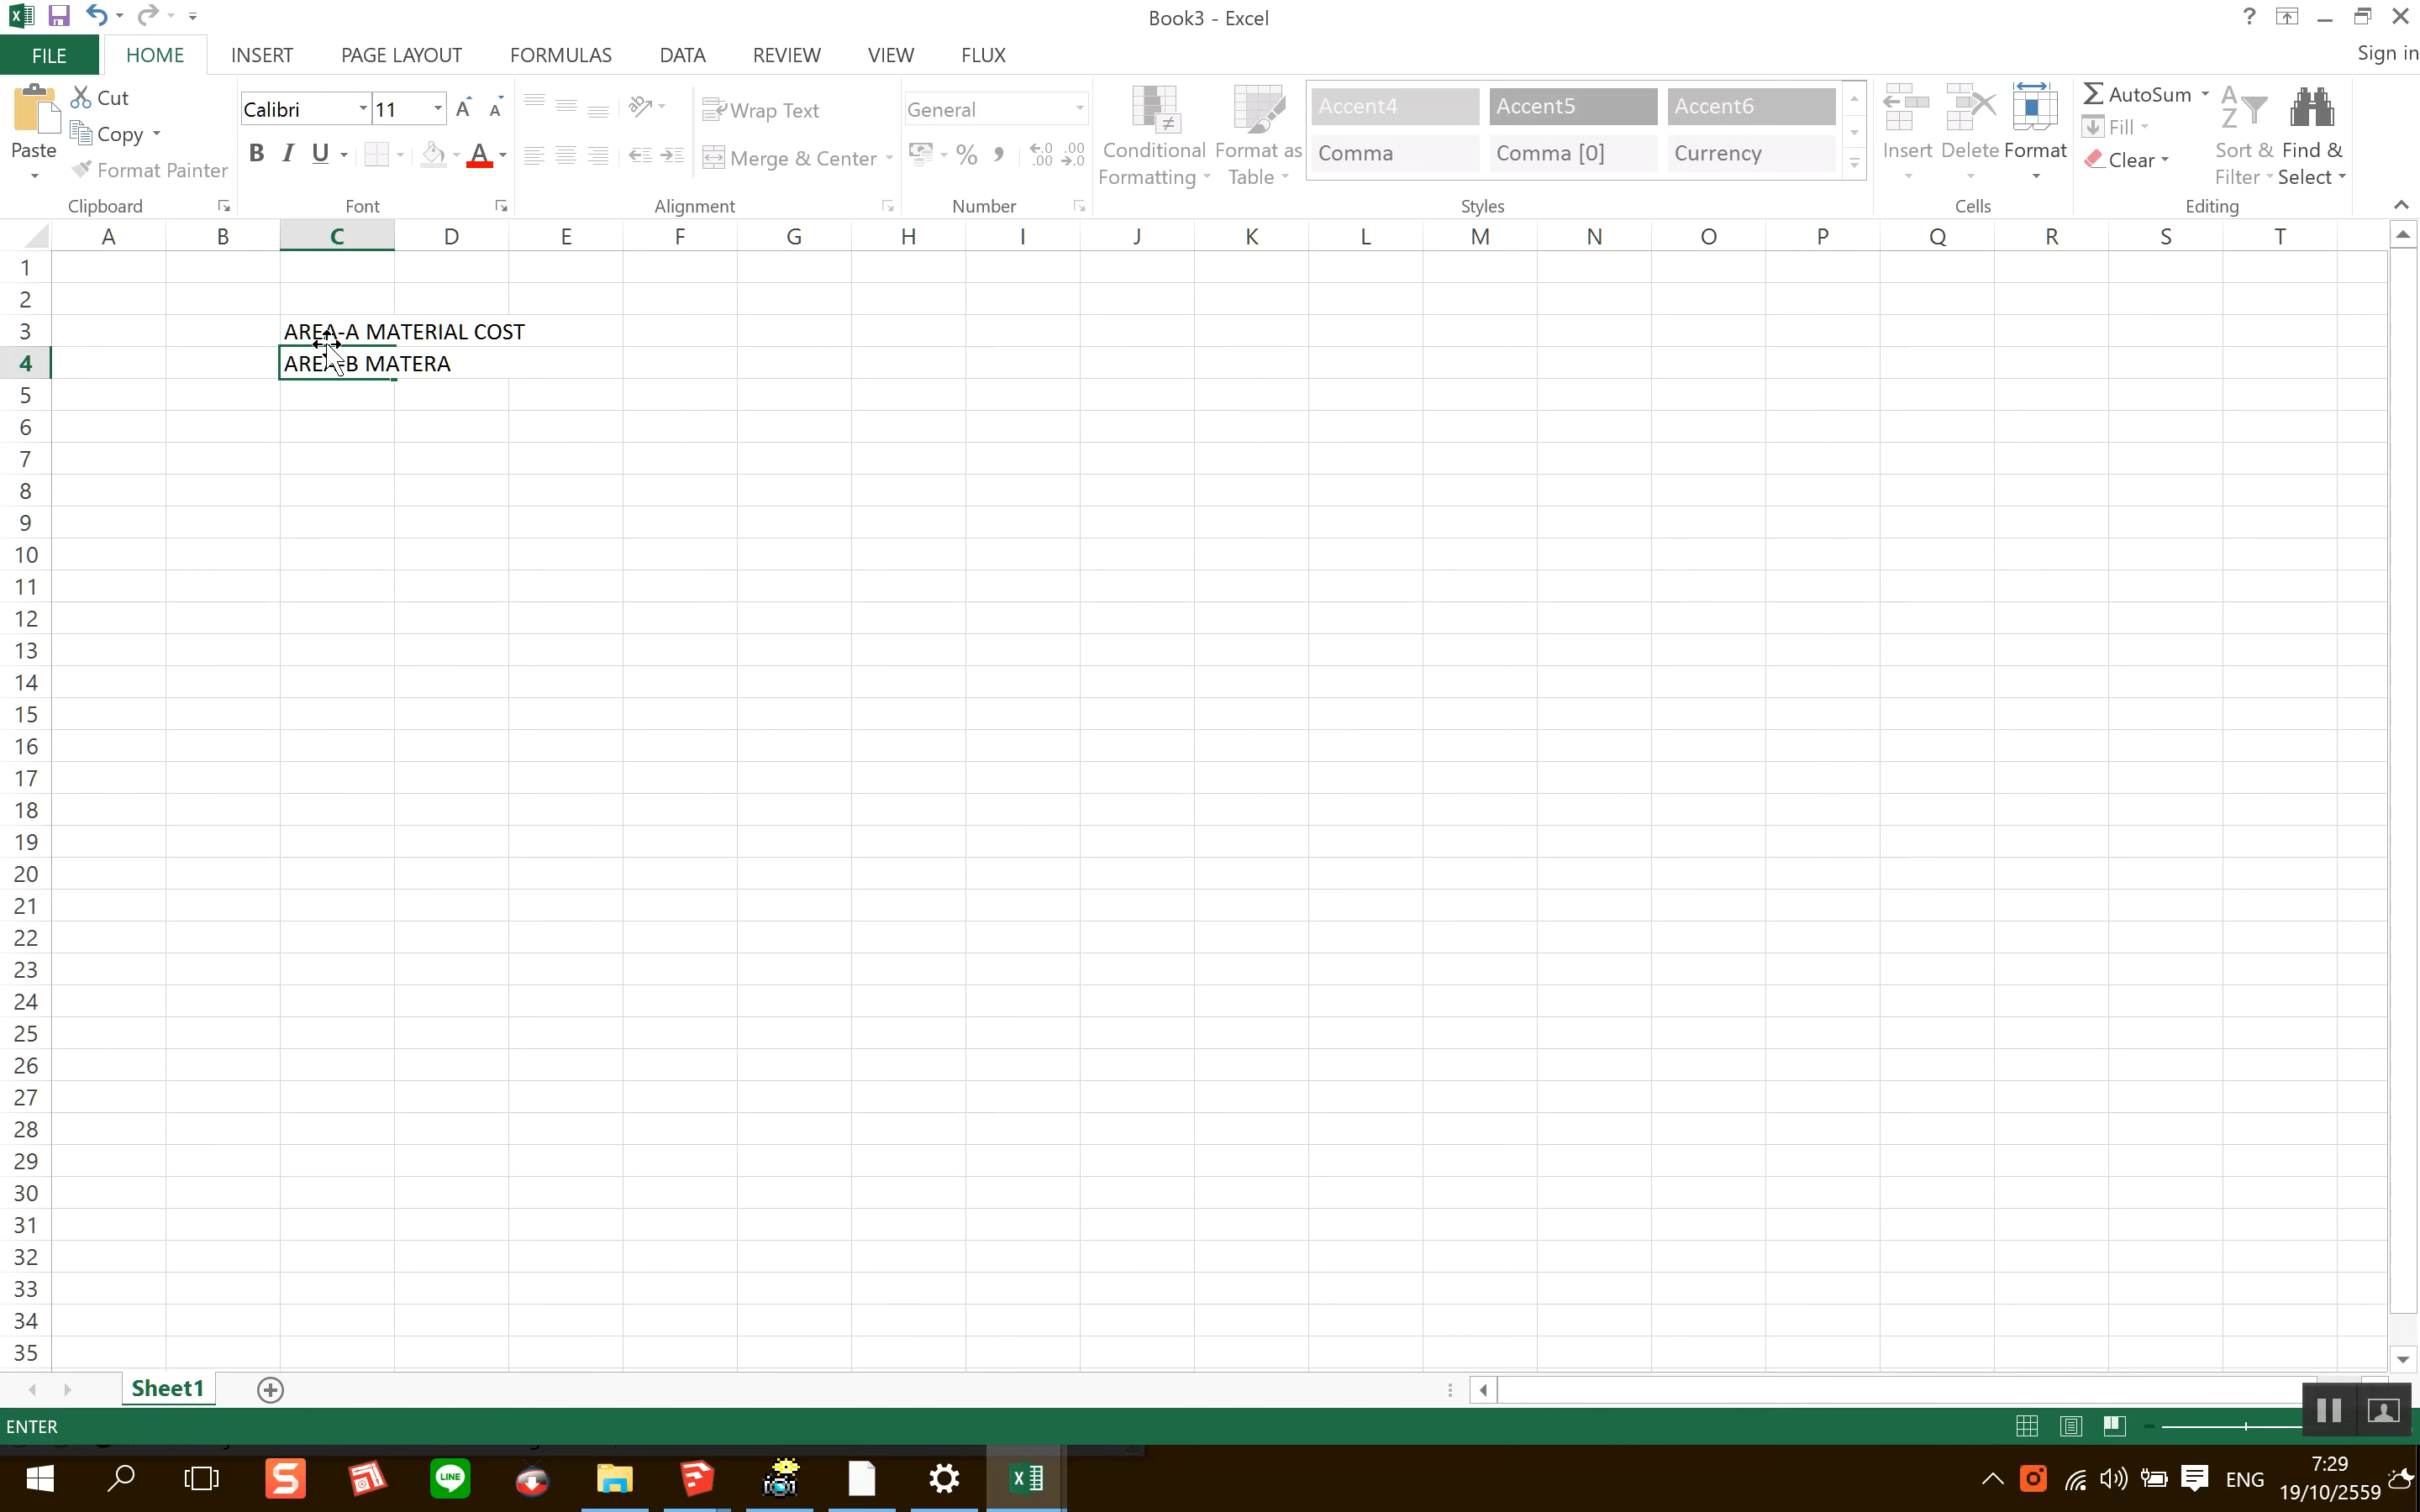 Book3 - Excel
?
FILE HOME INSERT PAGE LAYOUT FORMULAS DATA REVIEW VIEW FLUX Sign in
Paste
Cut
Copy
Format Painter
Clipboard
Calibri 11
B I U A
Font
Wrap Text
Merge & Center
Alignment
General
% , .00 .0
Number
Conditional Formatting
Format as Table
Accent4 Accent5 Accent6
Comma Comma [0] Currency
Styles
Insert Delete Format
Cells
AutoSum
Fill
Clear
Sort & Filter
Find & Select
Editing
A B C D E F G H I J K L M N O P Q R S T
1
2
3 AREA-A MATERIAL COST
4 AREA-B MATERA
5
6
7
8
9
10
11
12
13
14
15
16
17
18
19
20
21
22
23
24
25
26
27
28
29
30
31
32
33
34
35
Sheet1
ENTER
LINE
ENG
7:29
19/10/2559